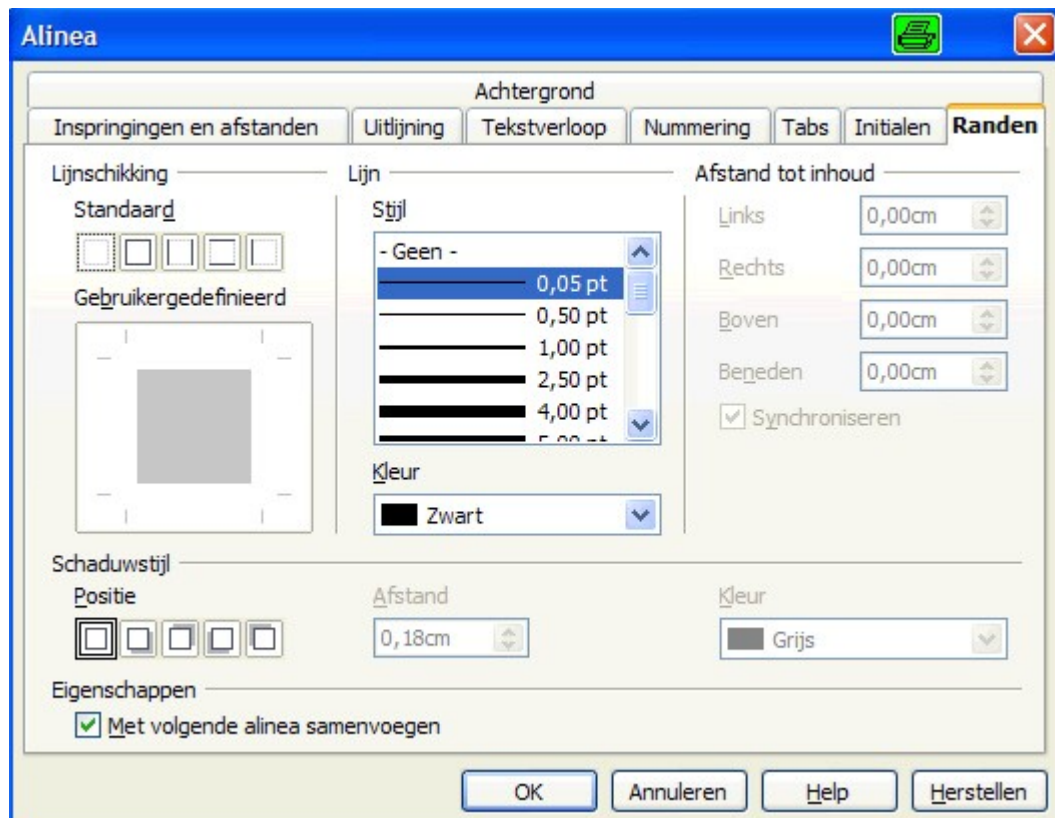 Alinea
Achtergrond
Inspringingen en afstanden
Uitlijning
Tekstverloop
Nummering
Tabs
Initialen
Randen
Lijnschikking
Standaard
Gebruikergedefinieerd
Lijn
Stijl
- Geen -
0,05 pt
0,50 pt
1,00 pt
2,50 pt
4,00 pt
5,00 pt
Kleur
Zwart
Afstand tot inhoud
Links 0,00cm
Rechts 0,00cm
Boven 0,00cm
Beneden 0,00cm
Synchroniseren
Schaduwstijl
Positie
Afstand
0,18cm
Kleur
Grijs
Eigenschappen
Met volgende alinea samenvoegen
OK
Annuleren
Help
Herstellen